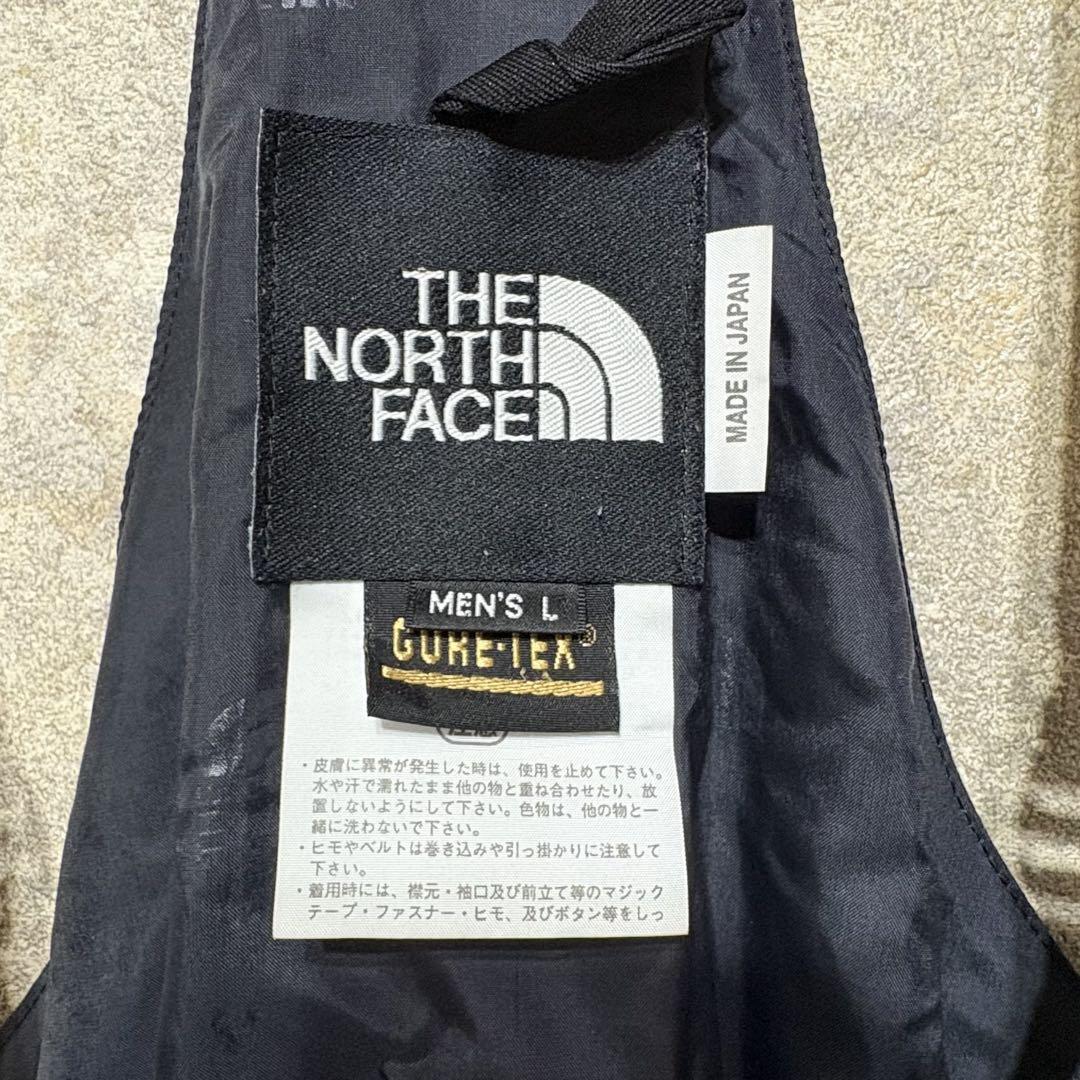 THE
NORTH
FACE
MADE IN JAPAN
MEN'S L
GORE-TEX®
・皮膚に異常が発生した時は、使用を止めて下さい。
水や汗で濡れたまま他の物と重ね合わせたり、放
置しないようにして下さい。色物は、他の物と一
緒に洗わないで下さい。
・ヒモやベルトは巻き込みや引っ掛かりに注意して
下さい。
・着用時には、襟元・袖口及び前立て等のマジック
テープ・ファスナー・ヒモ、及びボタン等をしっ